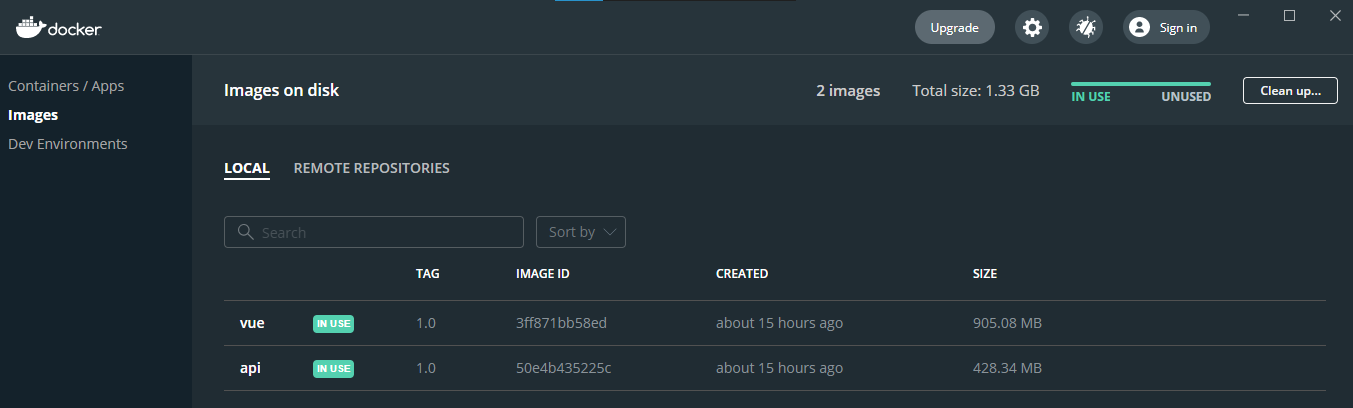 docker
Upgrade
Sign in
Containers / Apps
Images
Dev Environments
Images on disk
2 images
Total size: 1.33 GB
IN USE
UNUSED
Clean up...
LOCAL
REMOTE REPOSITORIES
Search
Sort by
TAG IMAGE ID CREATED SIZE
vue IN USE 1.0 3ff871bb58ed about 15 hours ago 905.08 MB
api IN USE 1.0 50e4b435225c about 15 hours ago 428.34 MB